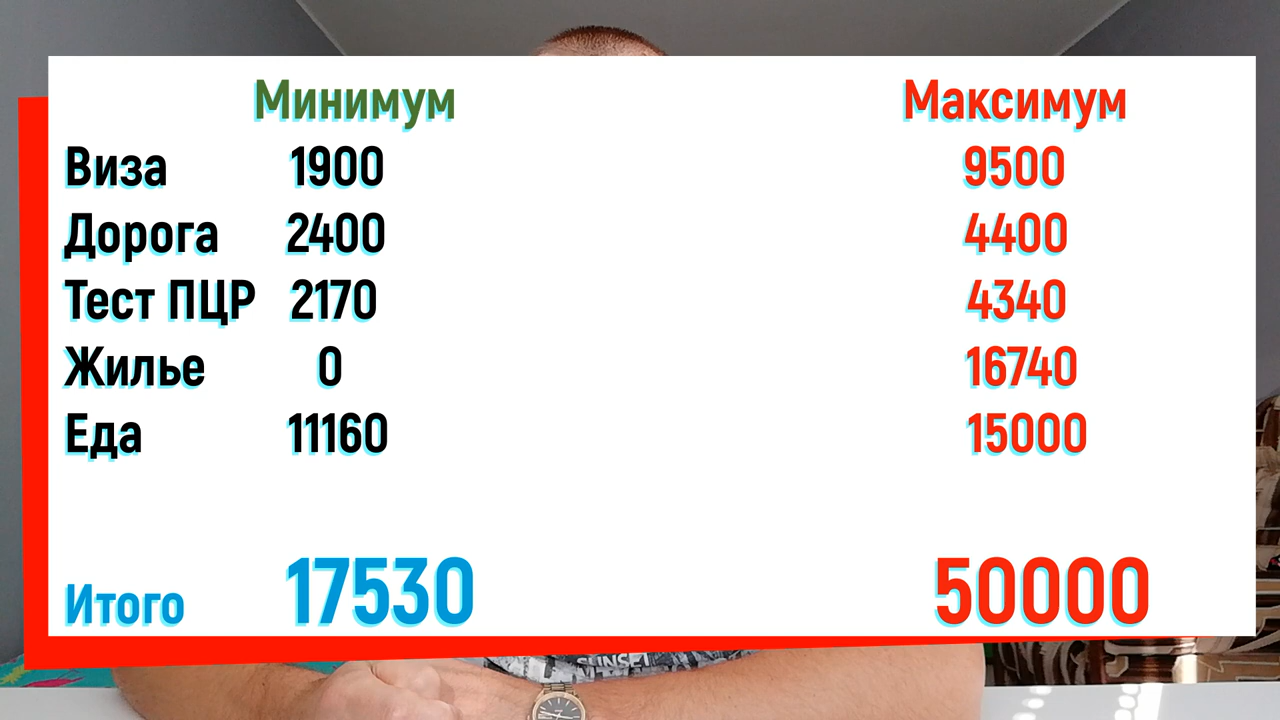 Минимум Максимум
Виза 1900 9500
Дорога 2400 4400
Тест ПЦР 2170 4340
Жилье 0 16740
Еда 11160 15000
Итого 17530 50000
SUNSET